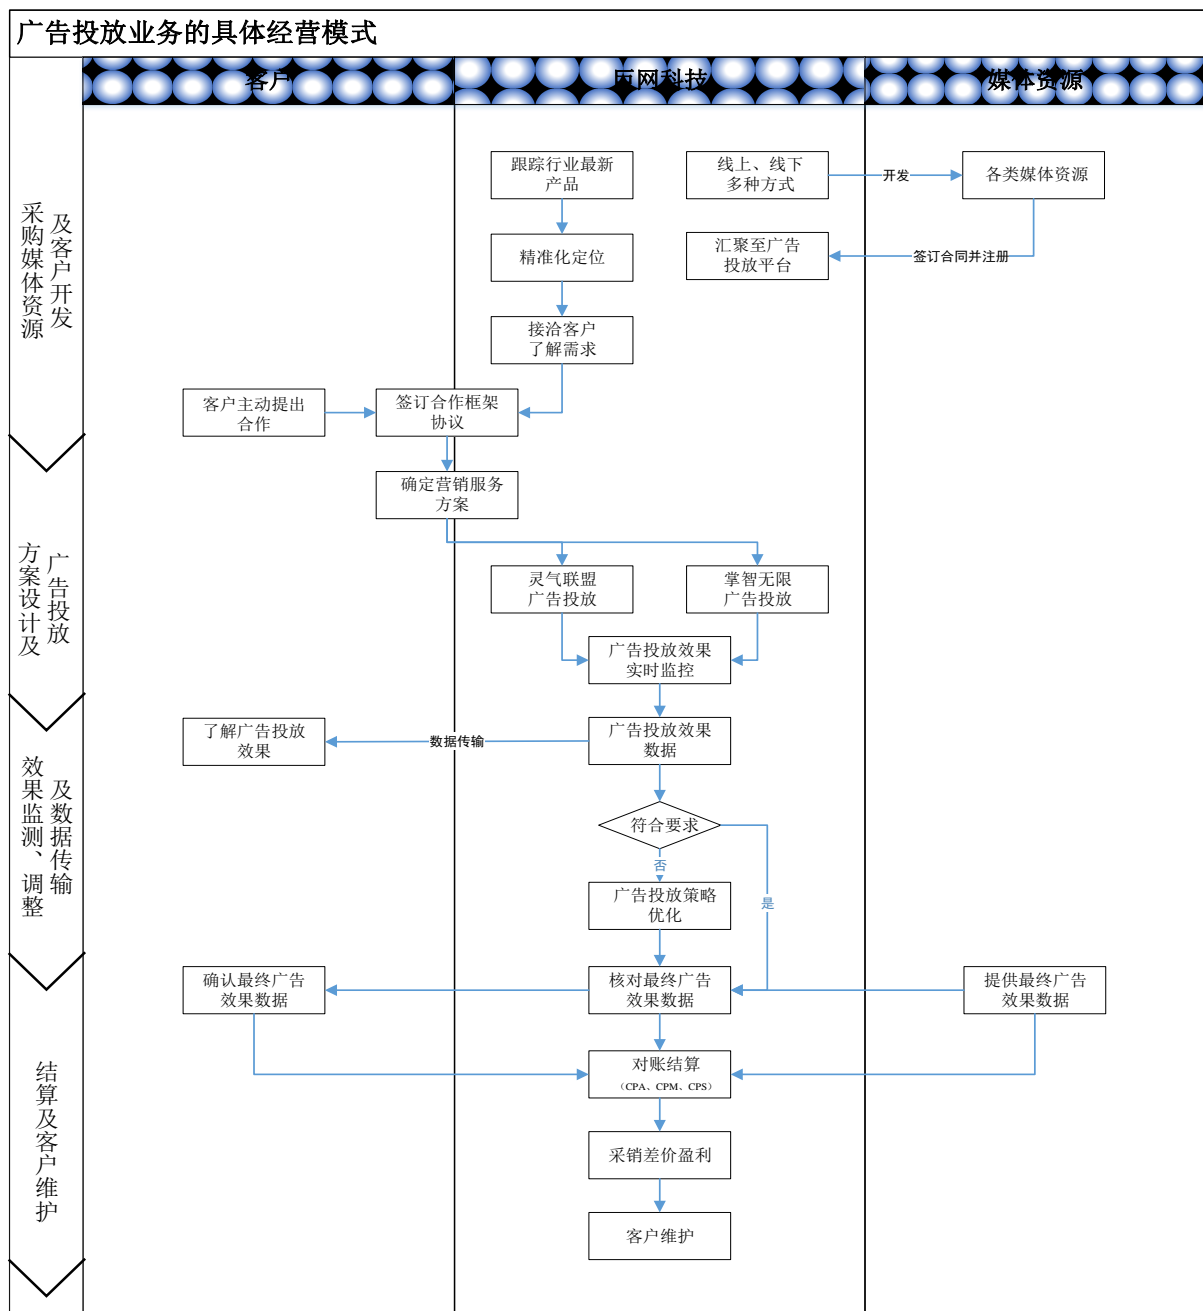 广告投放业务的具体经营模式
客户
网科技
媒体资源
采购媒体资源
及客户开发
跟踪行业最新
产品
线上、线下
多种方式
开发
各类媒体资源
精准化定位
汇聚至广告
投放平台
签订合同并注册
接洽客户
了解需求
客户主动提出
合作
签订合作框架
协议
确定营销服务
方案
方案设计及
广告投放
灵气联盟
广告投放
掌智无限
广告投放
广告投放效果
实时监控
效果监测、调整
及数据传输
了解广告投放
效果
数据传输
广告投放效果
数据
符合要求
否
是
广告投放策略
优化
结算及客户维护
确认最终广告
效果数据
核对最终广告
效果数据
提供最终广告
效果数据
对账结算
（CPA、CPM、CPS）
采销差价盈利
客户维护